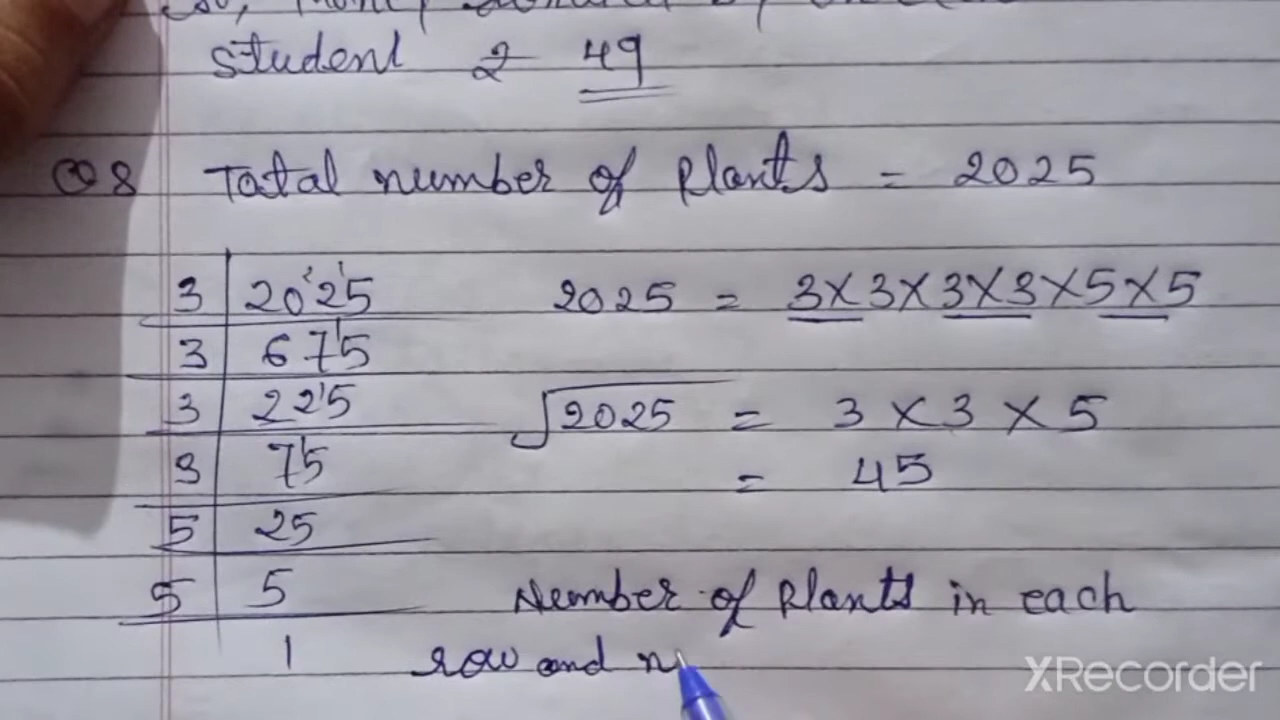 student = 49
Q8 Total number of Plants = 2025
3 | 2025 2025 = 3×3×3×3×5×5
3 | 675
3 | 225 √2025 = 3 × 3 × 5
3 | 75 = 45
5 | 25
5 | 5 Number of Plants in each
1 row and n
XRecorder